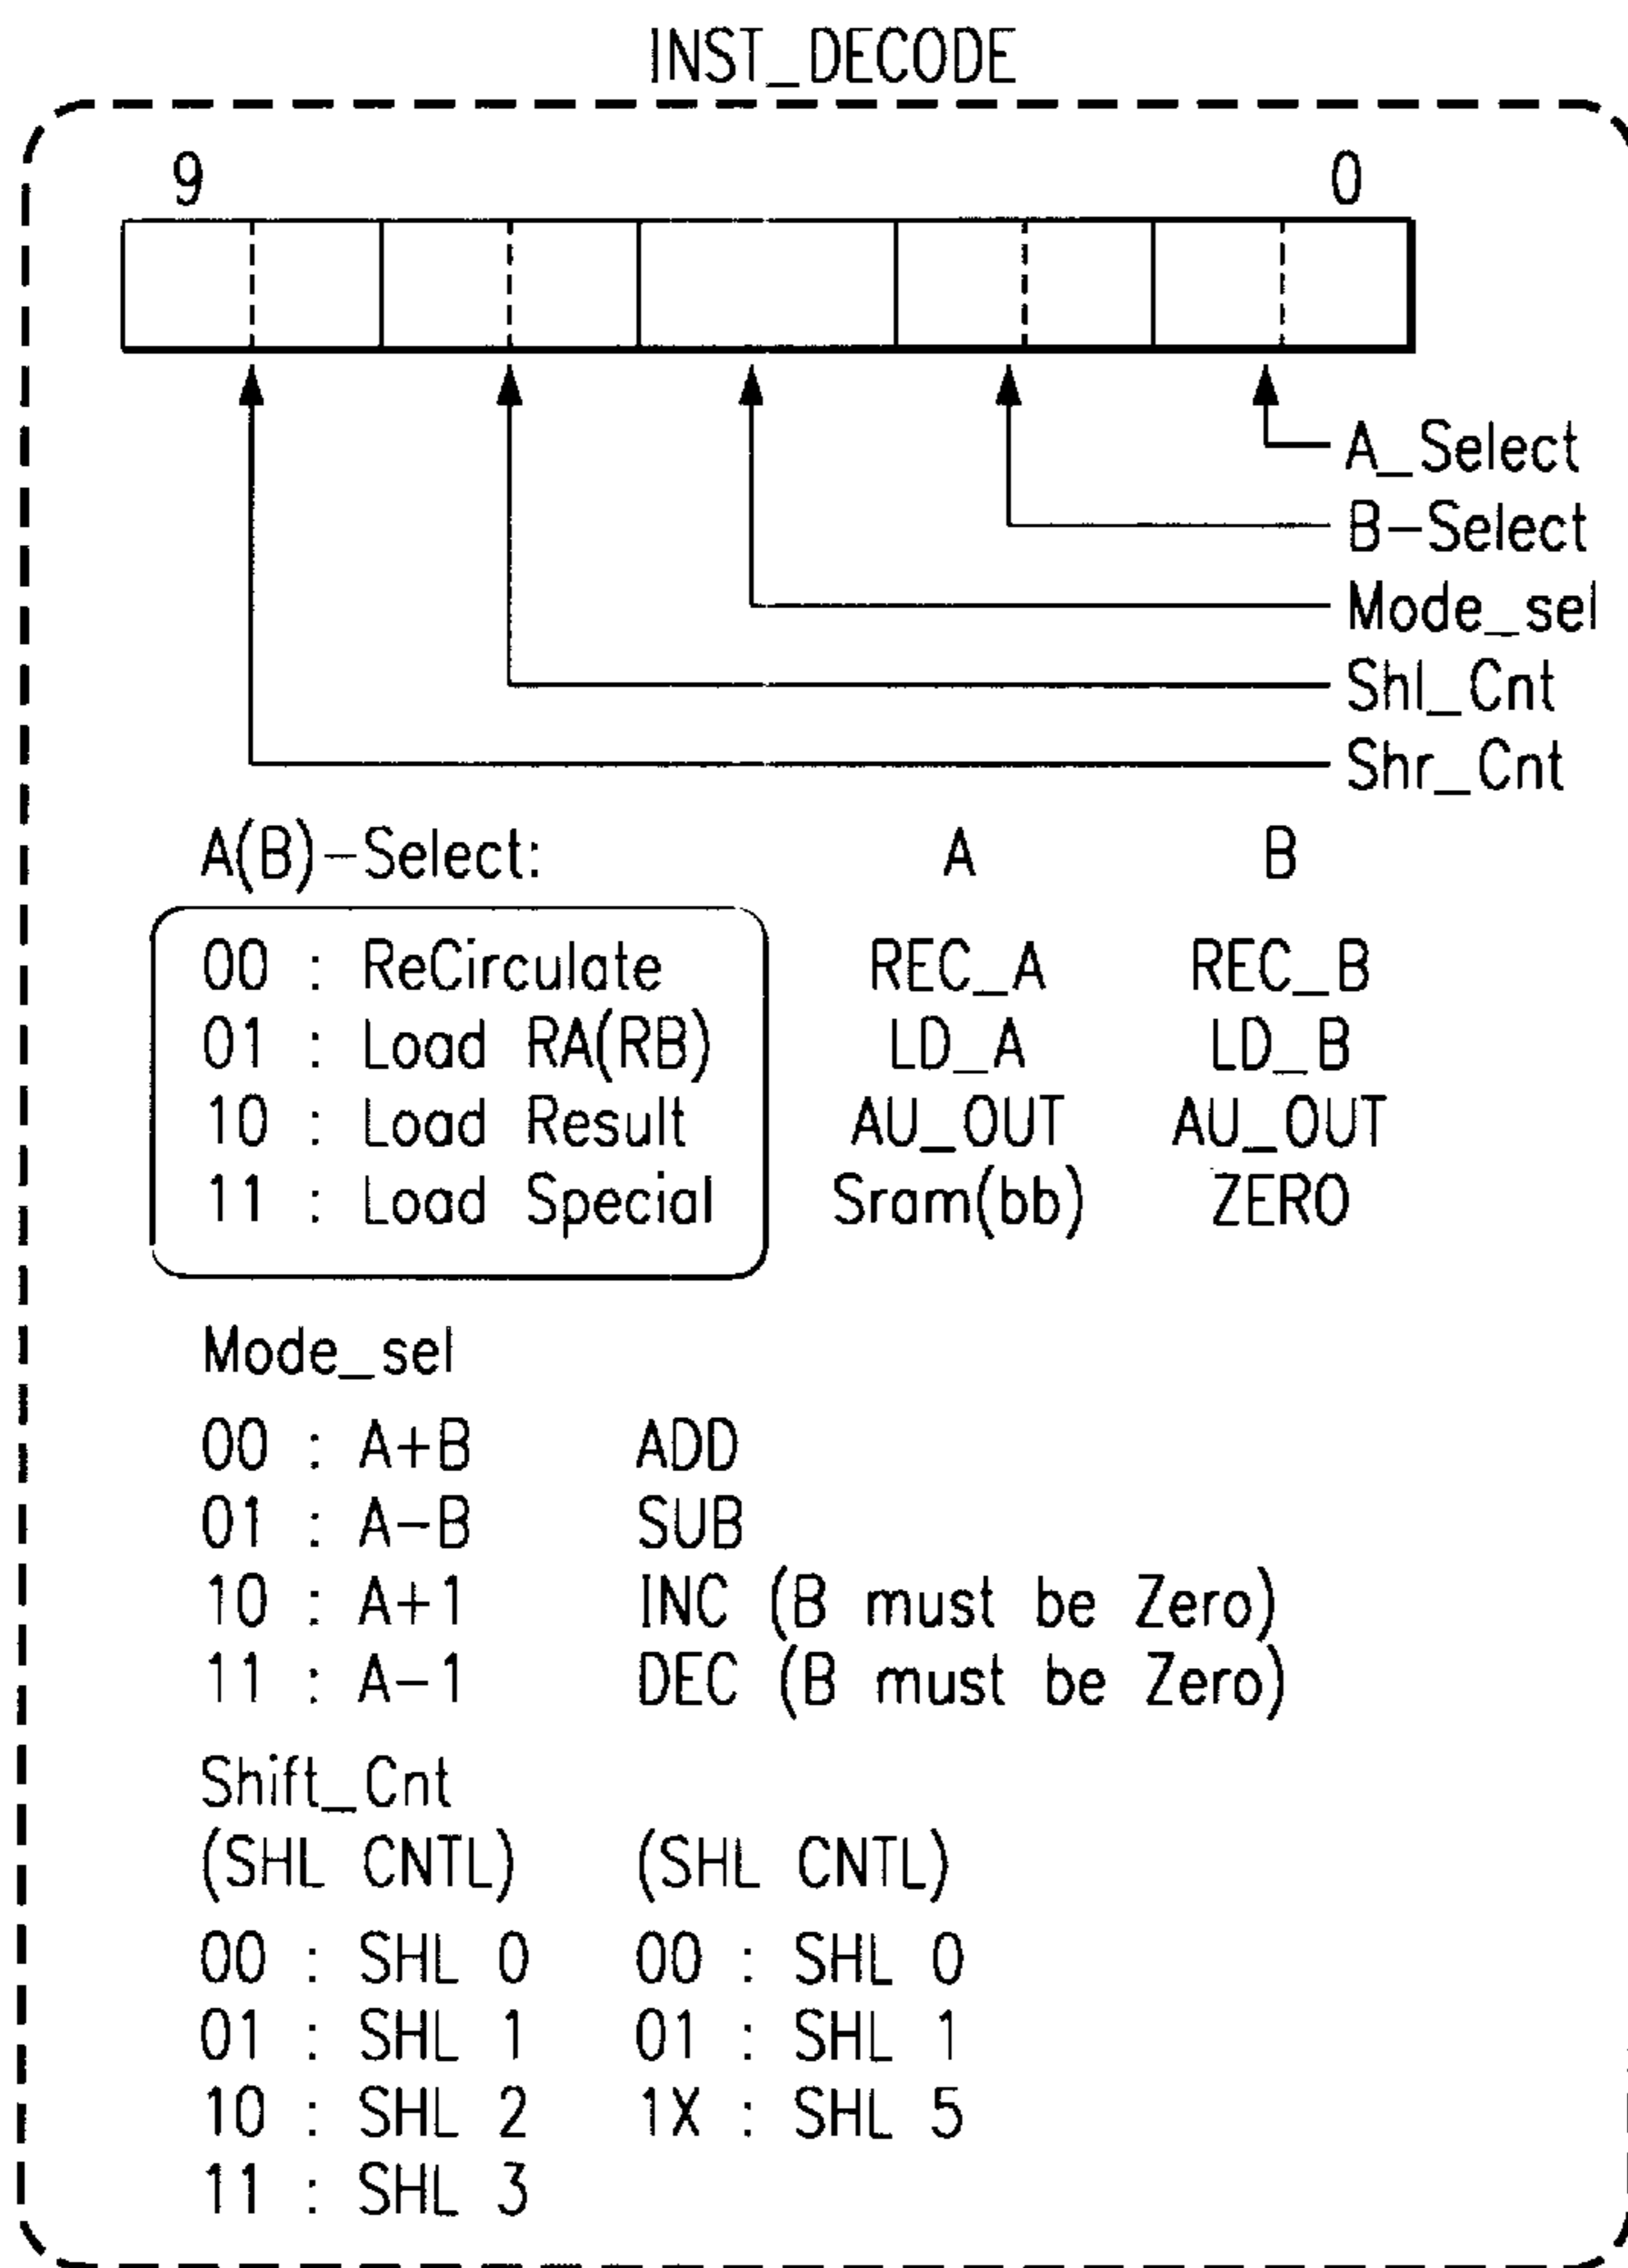 INST_DECODE
9 0
A_Select
B-Select
Mode_sel
Shl_Cnt
Shr_Cnt
A(B)-Select: A B
00 : ReCirculate REC_A REC_B
01 : Load RA(RB) LD_A LD_B
10 : Load Result AU_OUT AU_OUT
11 : Load Special Sram(bb) ZERO
Mode_sel
00 : A+B ADD
01 : A-B SUB
10 : A+1 INC (B must be Zero)
11 : A-1 DEC (B must be Zero)
Shift_Cnt
(SHL CNTL) (SHL CNTL)
00 : SHL 0 00 : SHL 0
01 : SHL 1 01 : SHL 1
10 : SHL 2 1X : SHL 5
11 : SHL 3